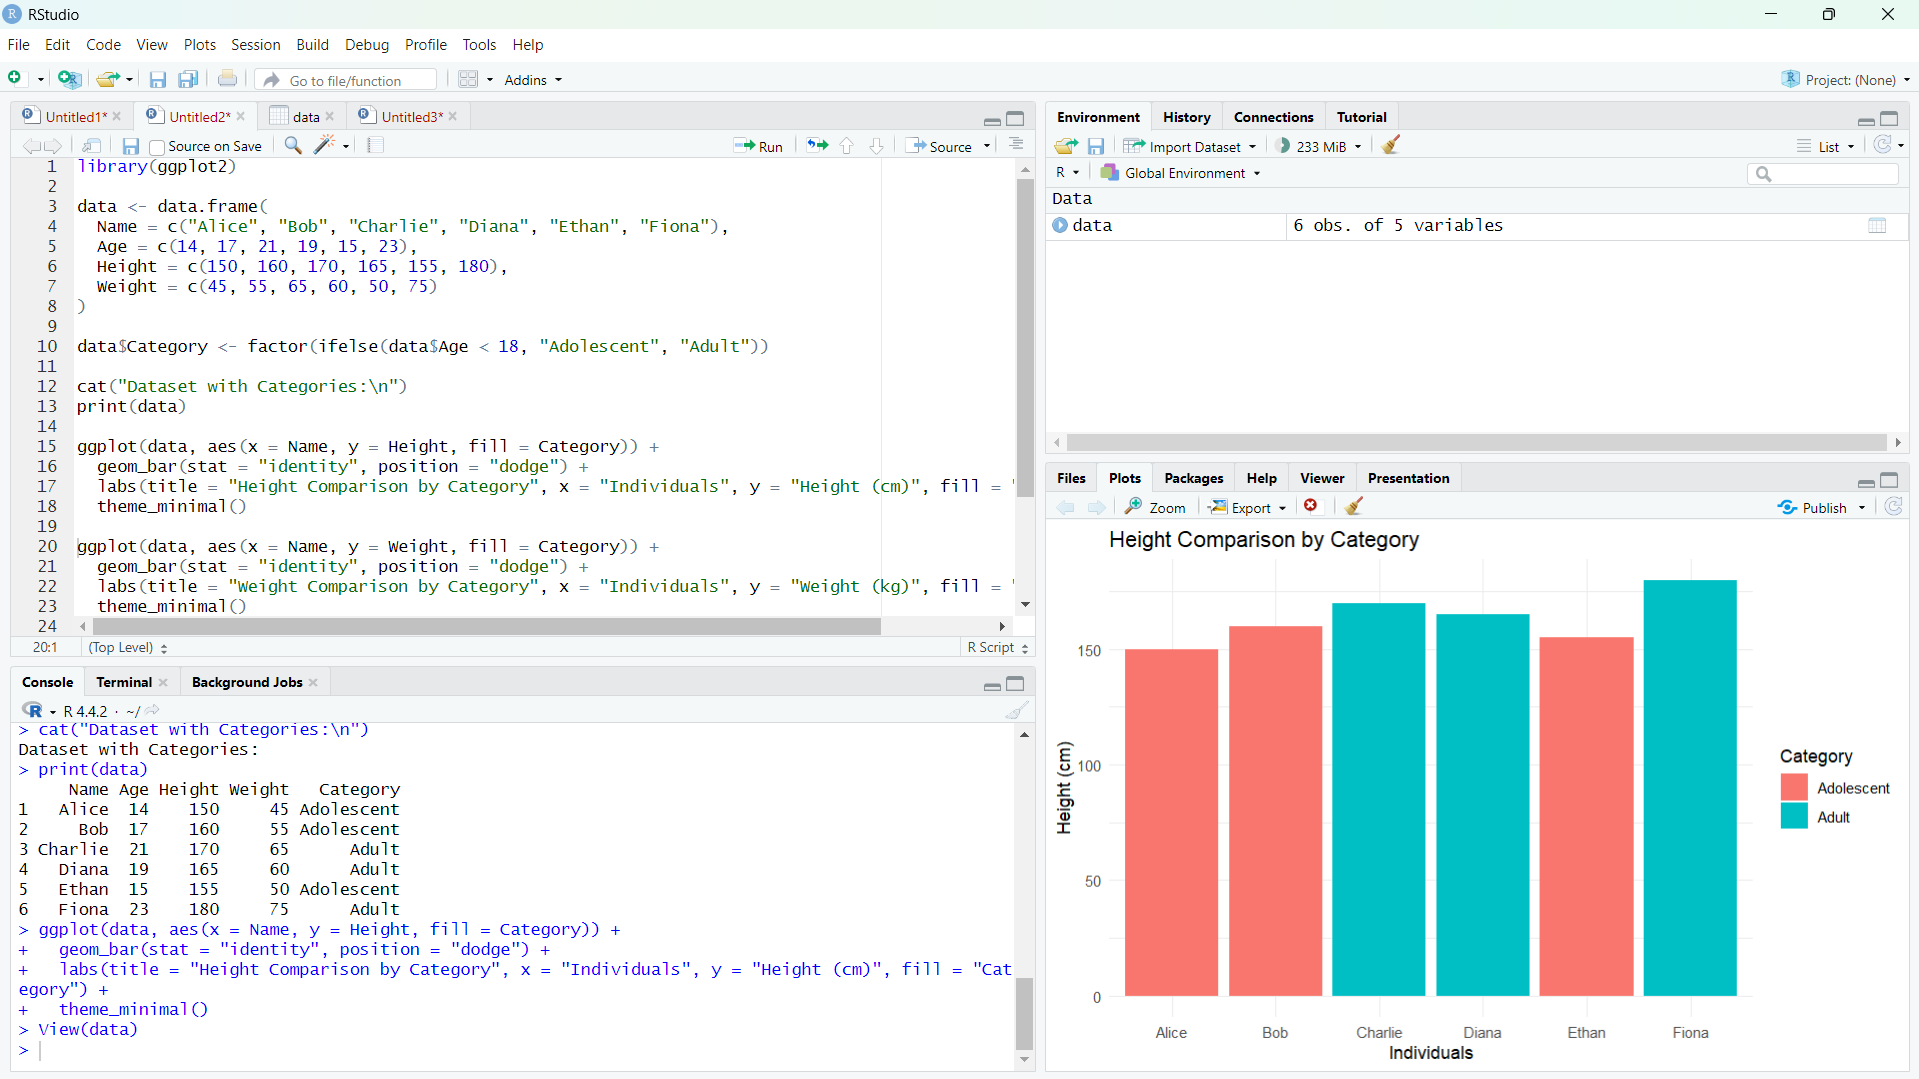 RStudio
File Edit Code View Plots Session Build Debug Profile Tools Help
Go to file/function Addins Project: (None)
Untitled1* Untitled2* data Untitled3*
Source on Save Run Source
1 library(ggplot2)
2
3 data <- data.frame(
4 Name = c("Alice", "Bob", "Charlie", "Diana", "Ethan", "Fiona"),
5 Age = c(14, 17, 21, 19, 15, 23),
6 Height = c(150, 160, 170, 165, 155, 180),
7 Weight = c(45, 55, 65, 60, 50, 75)
8 )
9
10 data$Category <- factor(ifelse(data$Age < 18, "Adolescent", "Adult"))
11
12 cat("Dataset with Categories:\n")
13 print(data)
14
15 ggplot(data, aes(x = Name, y = Height, fill = Category)) +
16 geom_bar(stat = "identity", position = "dodge") +
17 labs(title = "Height Comparison by Category", x = "Individuals", y = "Height (cm)", fill = "
18 theme_minimal()
19
20 ggplot(data, aes(x = Name, y = Weight, fill = Category)) +
21 geom_bar(stat = "identity", position = "dodge") +
22 labs(title = "Weight Comparison by Category", x = "Individuals", y = "Weight (kg)", fill = "
23 theme_minimal()
24
20:1 (Top Level) R Script
Console Terminal Background Jobs
R 4.4.2 · ~/
> cat("Dataset with Categories:\n")
Dataset with Categories:
> print(data)
Name Age Height Weight Category
1 Alice 14 150 45 Adolescent
2 Bob 17 160 55 Adolescent
3 Charlie 21 170 65 Adult
4 Diana 19 165 60 Adult
5 Ethan 15 155 50 Adolescent
6 Fiona 23 180 75 Adult
> ggplot(data, aes(x = Name, y = Height, fill = Category)) +
+ geom_bar(stat = "identity", position = "dodge") +
+ labs(title = "Height Comparison by Category", x = "Individuals", y = "Height (cm)", fill = "Cat
egory") +
+ theme_minimal()
> View(data)
>
Environment History Connections Tutorial
Import Dataset 233 MiB List
R Global Environment
Data
data 6 obs. of 5 variables
Files Plots Packages Help Viewer Presentation
Zoom Export Publish
Height Comparison by Category
150
100
50
0
Height (cm)
Alice Bob Charlie Diana Ethan Fiona
Individuals
Category
Adolescent
Adult